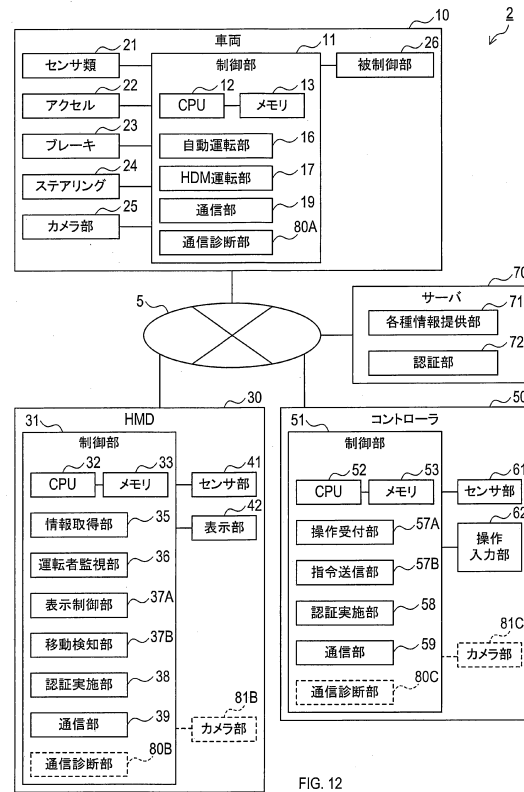 2
10
車両
21
センサ類
22
アクセル
23
ブレーキ
24
ステアリング
25
カメラ部
11
制御部
12
CPU
13
メモリ
16
自動運転部
17
HDM運転部
19
通信部
80A
通信診断部
26
被制御部
5
70
サーバ
71
各種情報提供部
72
認証部
30
HMD
31
制御部
32
CPU
33
メモリ
35
情報取得部
36
運転者監視部
37A
表示制御部
37B
移動検知部
38
認証実施部
39
通信部
80B
通信診断部
41
センサ部
42
表示部
81B
カメラ部
50
コントローラ
51
制御部
52
CPU
53
メモリ
57A
操作受付部
57B
指令送信部
58
認証実施部
59
通信部
80C
通信診断部
61
センサ部
62
操作
入力部
81C
カメラ部
FIG. 12